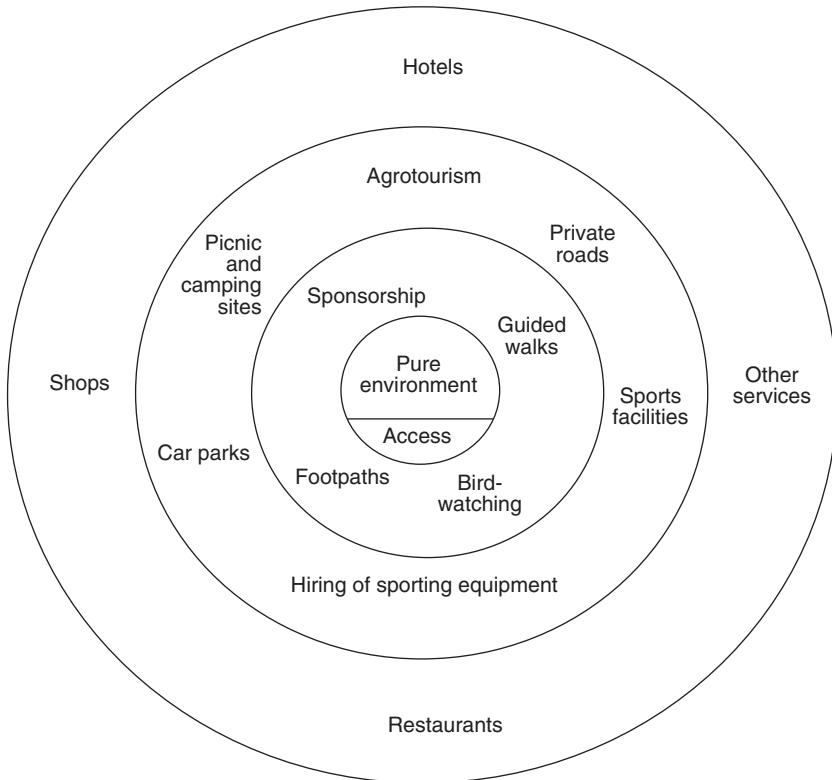 Hotels
Agrotourism
Picnic
and
camping
sites
Private
roads
Sponsorship
Guided
walks
Pure
environment
Shops
Sports
facilities
Other
services
Access
Car parks
Footpaths
Bird-
watching
Hiring of sporting equipment
Restaurants